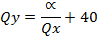 Qy = ∝/Qx + 40